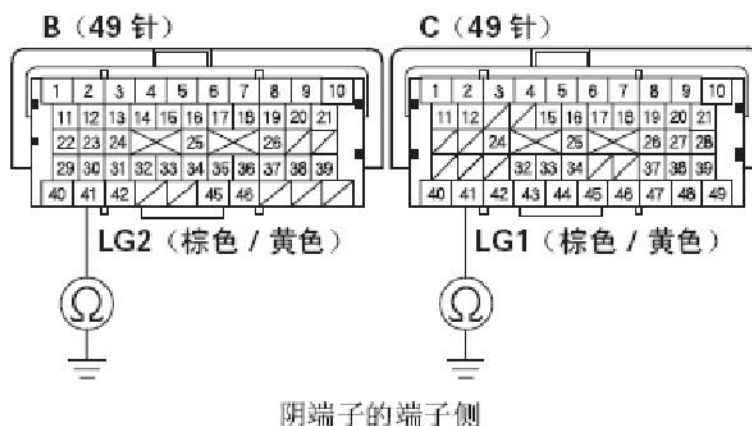 B（49 针） C（49 针）
1 2 3 4 5 6 7 8 9 10 1 2 3 4 5 6 7 8 9 10
11 12 13 14 15 16 17 18 19 20 21 11 12 15 16 17 18 19 20 21
22 23 24 25 26 24 25 26 27 28
29 30 31 32 33 34 35 36 37 38 39 32 33 34 37 38 39
40 41 42 45 46 40 41 42 43 44 45 46 47 48 49
LG2（棕色 / 黄色） LG1（棕色 / 黄色）
Ω Ω
阴端子的端子侧